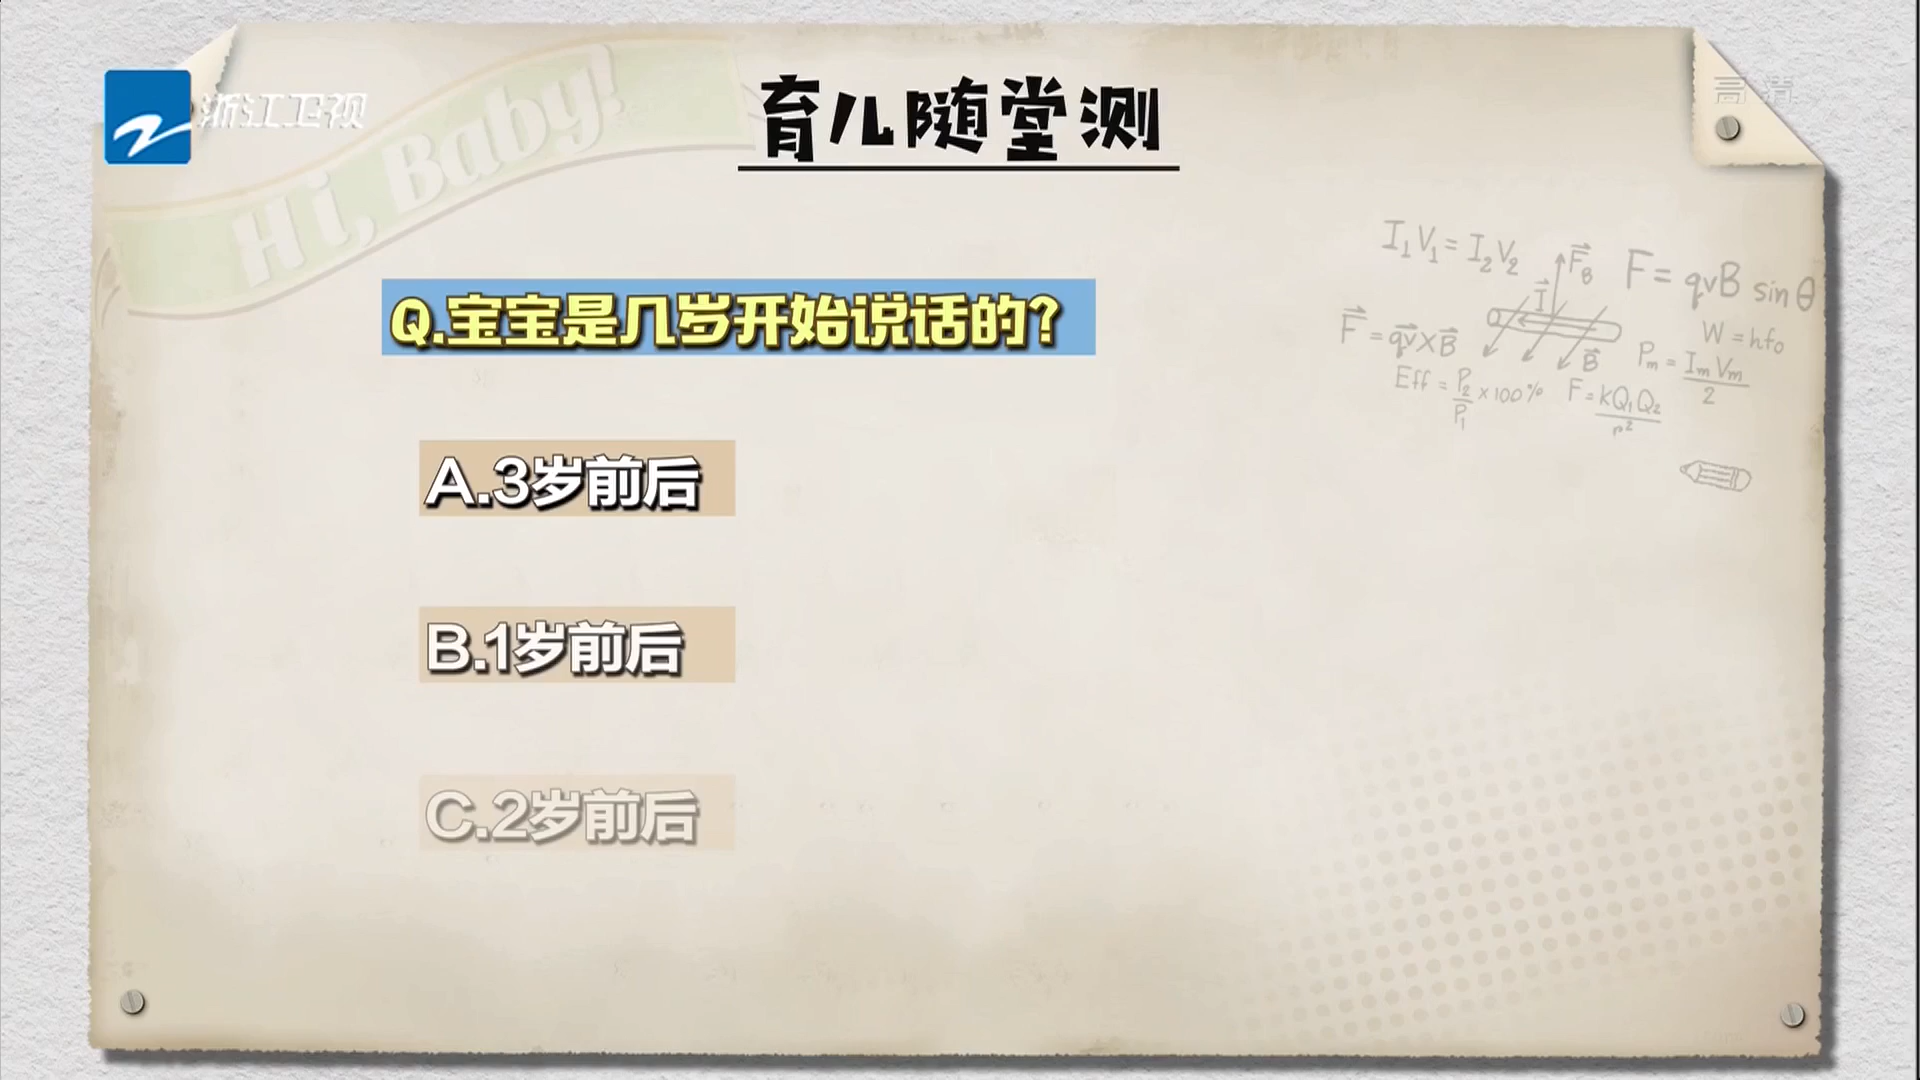 浙江卫视
Hi, Baby!
高清
育儿随堂测
I₁V₁ = I₂V₂
F_B
I
F = qvB sin θ
F = qv×B
B
W = hf₀
Pm = ImVm / 2
Eff = P₂/P₁ × 100%
F = kQ₁Q₂ / r²
Q.宝宝是几岁开始说话的?
A.3岁前后
B.1岁前后
C.2岁前后